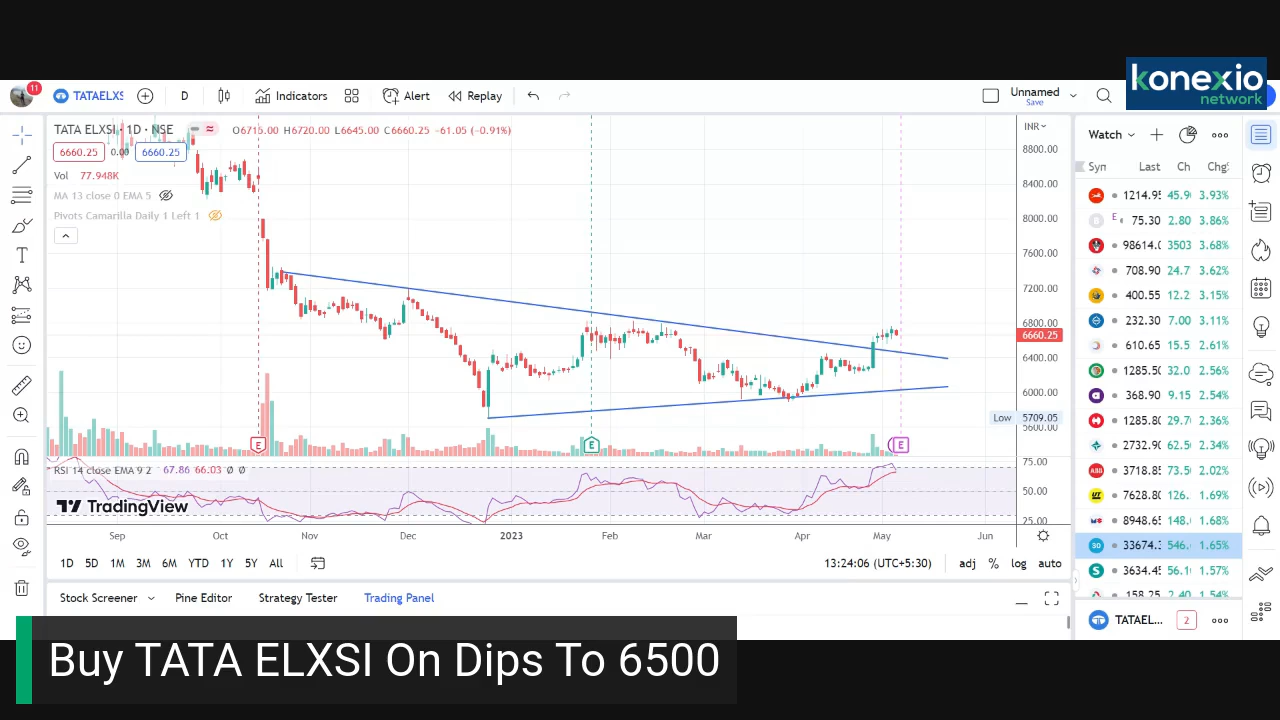 konexio
network
11
TATAELXS
D
Indicators
Alert
Replay
Unnamed
Save
TATA ELXSI · 1D · NSE
O6715.00 H6720.00 L6645.00 C6660.25 -61.05 (-0.91%)
6660.25 0.00 6660.25
Vol 77.948K
MA 13 close 0 EMA 5
Pivots Camarilla Daily 1 Left 1
INR
8800.00
8400.00
8000.00
7600.00
7200.00
6800.00
6660.25
6400.00
6000.00
Low 5709.05
5600.00
E
E
E
RSI 14 close EMA 9 2 67.86 66.03 Ø Ø
75.00
50.00
25.00
TradingView
Sep Oct Nov Dec 2023 Feb Mar Apr May Jun
1D 5D 1M 3M 6M YTD 1Y 5Y All
13:24:06 (UTC+5:30)
adj % log auto
Stock Screener Pine Editor Strategy Tester Trading Panel
Watch
Syn Last Ch Chg
1214.95 45.9 3.93%
E 75.30 2.80 3.86%
98614.0 3503 3.68%
708.90 24.7 3.62%
400.55 12.2 3.15%
232.30 7.00 3.11%
610.65 15.5 2.61%
1285.50 32.0 2.56%
368.90 9.15 2.54%
1285.80 29.7 2.36%
2732.90 62.5 2.34%
3718.85 73.5 2.02%
7628.80 126. 1.69%
8948.65 148. 1.68%
30 33674.3 546. 1.65%
3634.45 56.1 1.57%
158.25 2.40 1.54%
TATAEL... 2
Buy TATA ELXSI On Dips To 6500